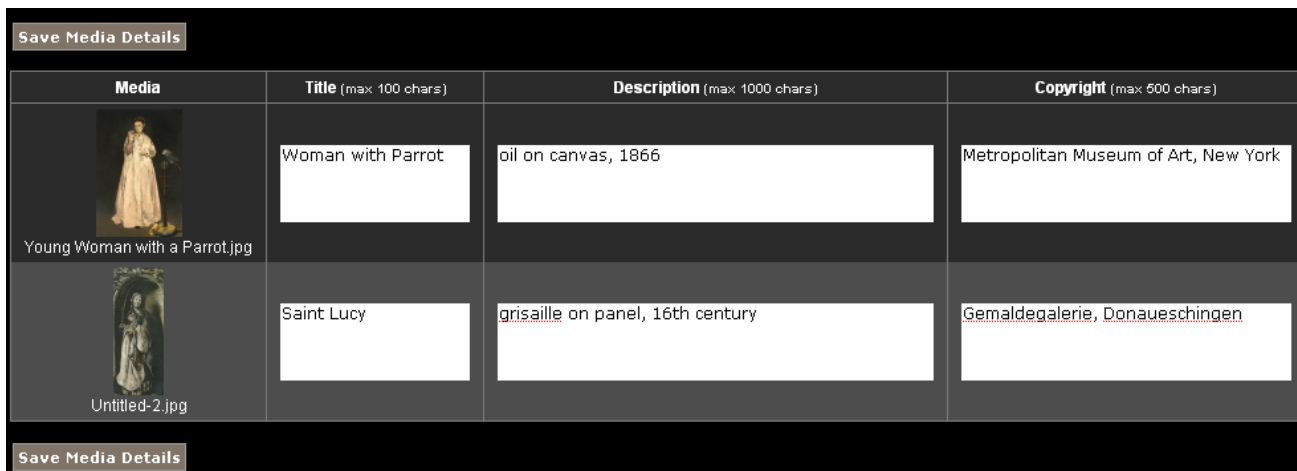 Save Media Details
Media Title (max 100 chars) Description (max 1000 chars) Copyright (max 500 chars)
Woman with Parrot oil on canvas, 1866 Metropolitan Museum of Art, New York
Young Woman with a Parrot.jpg
Saint Lucy grisaille on panel, 16th century Gemaldegalerie, Donaueschingen
Untitled-2.jpg
Save Media Details